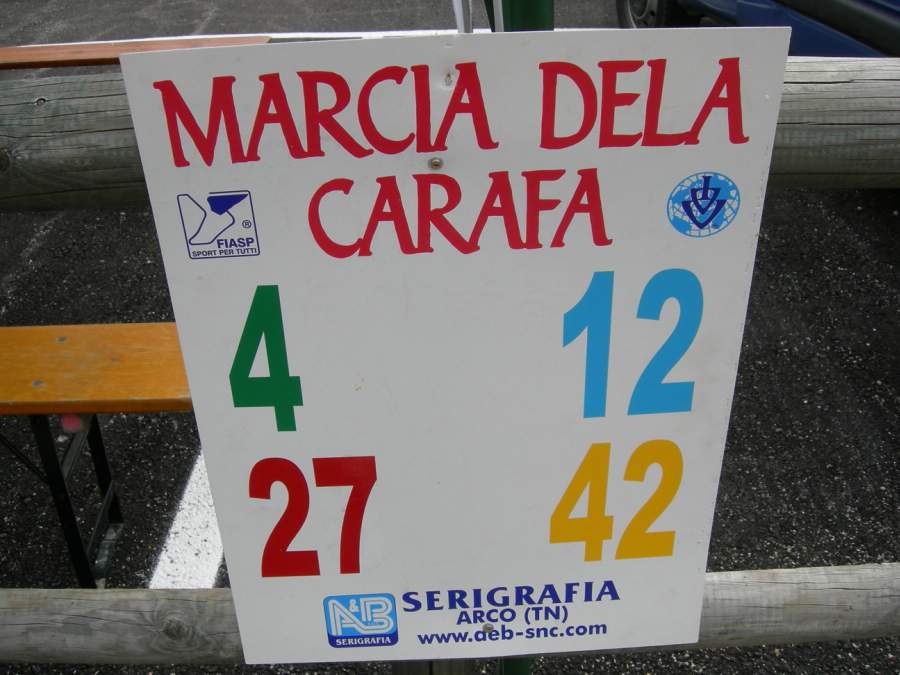 MARCIA DELA
CARAFA
FIASP
®
SPORT PER TUTTI
IVV
4 12
27 42
A&B
SERIGRAFIA
SERIGRAFIA
ARCO (TN)
www.deb-snc.com